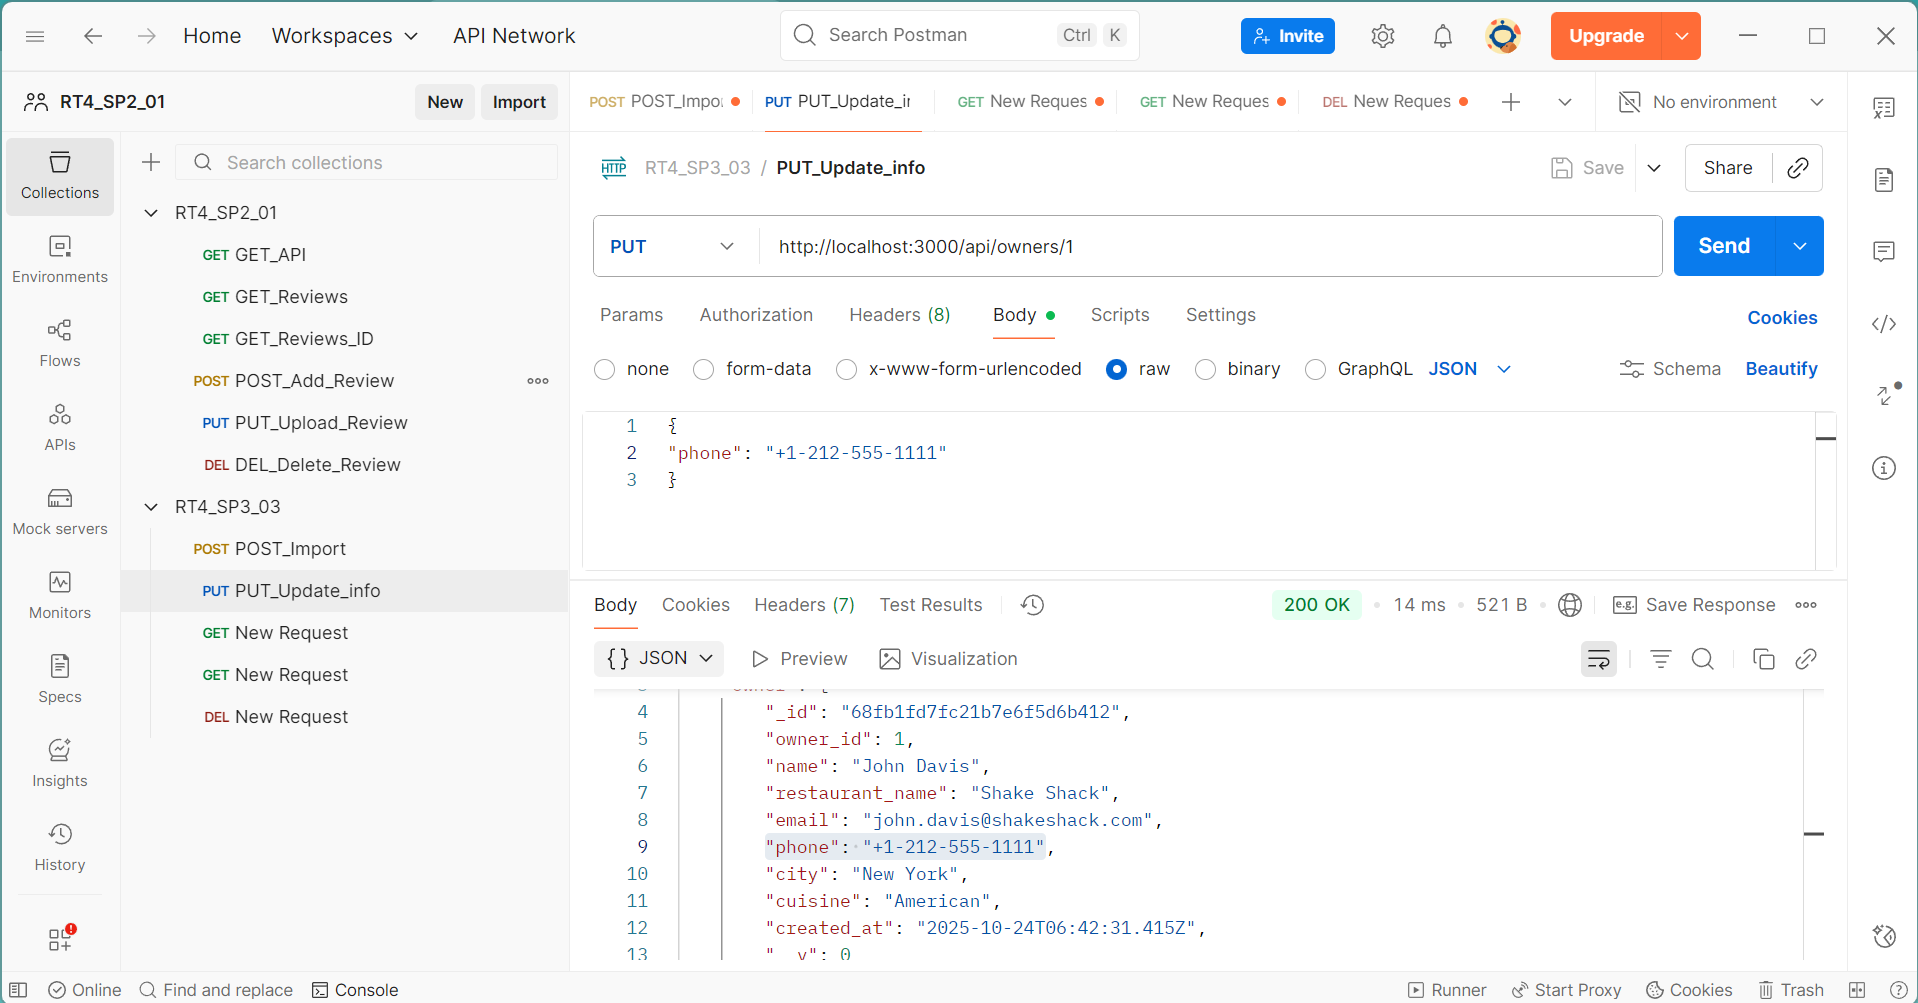 Home
Workspaces
API Network
Search Postman
Ctrl K
Invite
Upgrade
RT4_SP2_01
New
Import
POST POST_Impo
PUT PUT_Update_i
GET New Reques
GET New Reques
DEL New Reques
No environment
Collections
Environments
Flows
APIs
Mock servers
Monitors
Specs
Insights
History
Search collections
RT4_SP2_01
GET GET_API
GET GET_Reviews
GET GET_Reviews_ID
POST POST_Add_Review
PUT PUT_Upload_Review
DEL DEL_Delete_Review
RT4_SP3_03
POST POST_Import
PUT PUT_Update_info
GET New Request
GET New Request
DEL New Request
HTTP RT4_SP3_03 / PUT_Update_info
Save
Share
PUT
http://localhost:3000/api/owners/1
Send
Params
Authorization
Headers (8)
Body
Scripts
Settings
Cookies
none
form-data
x-www-form-urlencoded
raw
binary
GraphQL
JSON
Schema
Beautify
1 {
2 "phone": "+1-212-555-1111"
3 }
Body
Cookies
Headers (7)
Test Results
200 OK
14 ms
521 B
e.g. Save Response
{} JSON
Preview
Visualization
4 "_id": "68fb1fd7fc21b7e6f5d6b412",
5 "owner_id": 1,
6 "name": "John Davis",
7 "restaurant_name": "Shake Shack",
8 "email": "john.davis@shakeshack.com",
9 "phone": "+1-212-555-1111",
10 "city": "New York",
11 "cuisine": "American",
12 "created_at": "2025-10-24T06:42:31.415Z",
13 "__v": 0
Online
Find and replace
Console
Runner
Start Proxy
Cookies
Trash